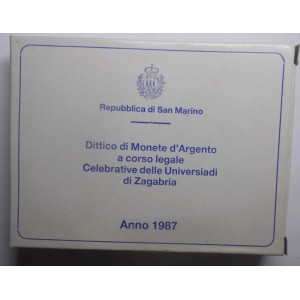 Repubblica di San Marino
Dittico di Monete d'Argento
a corso legale
Celebrative delle Universiadi
di Zagabria
Anno 1987